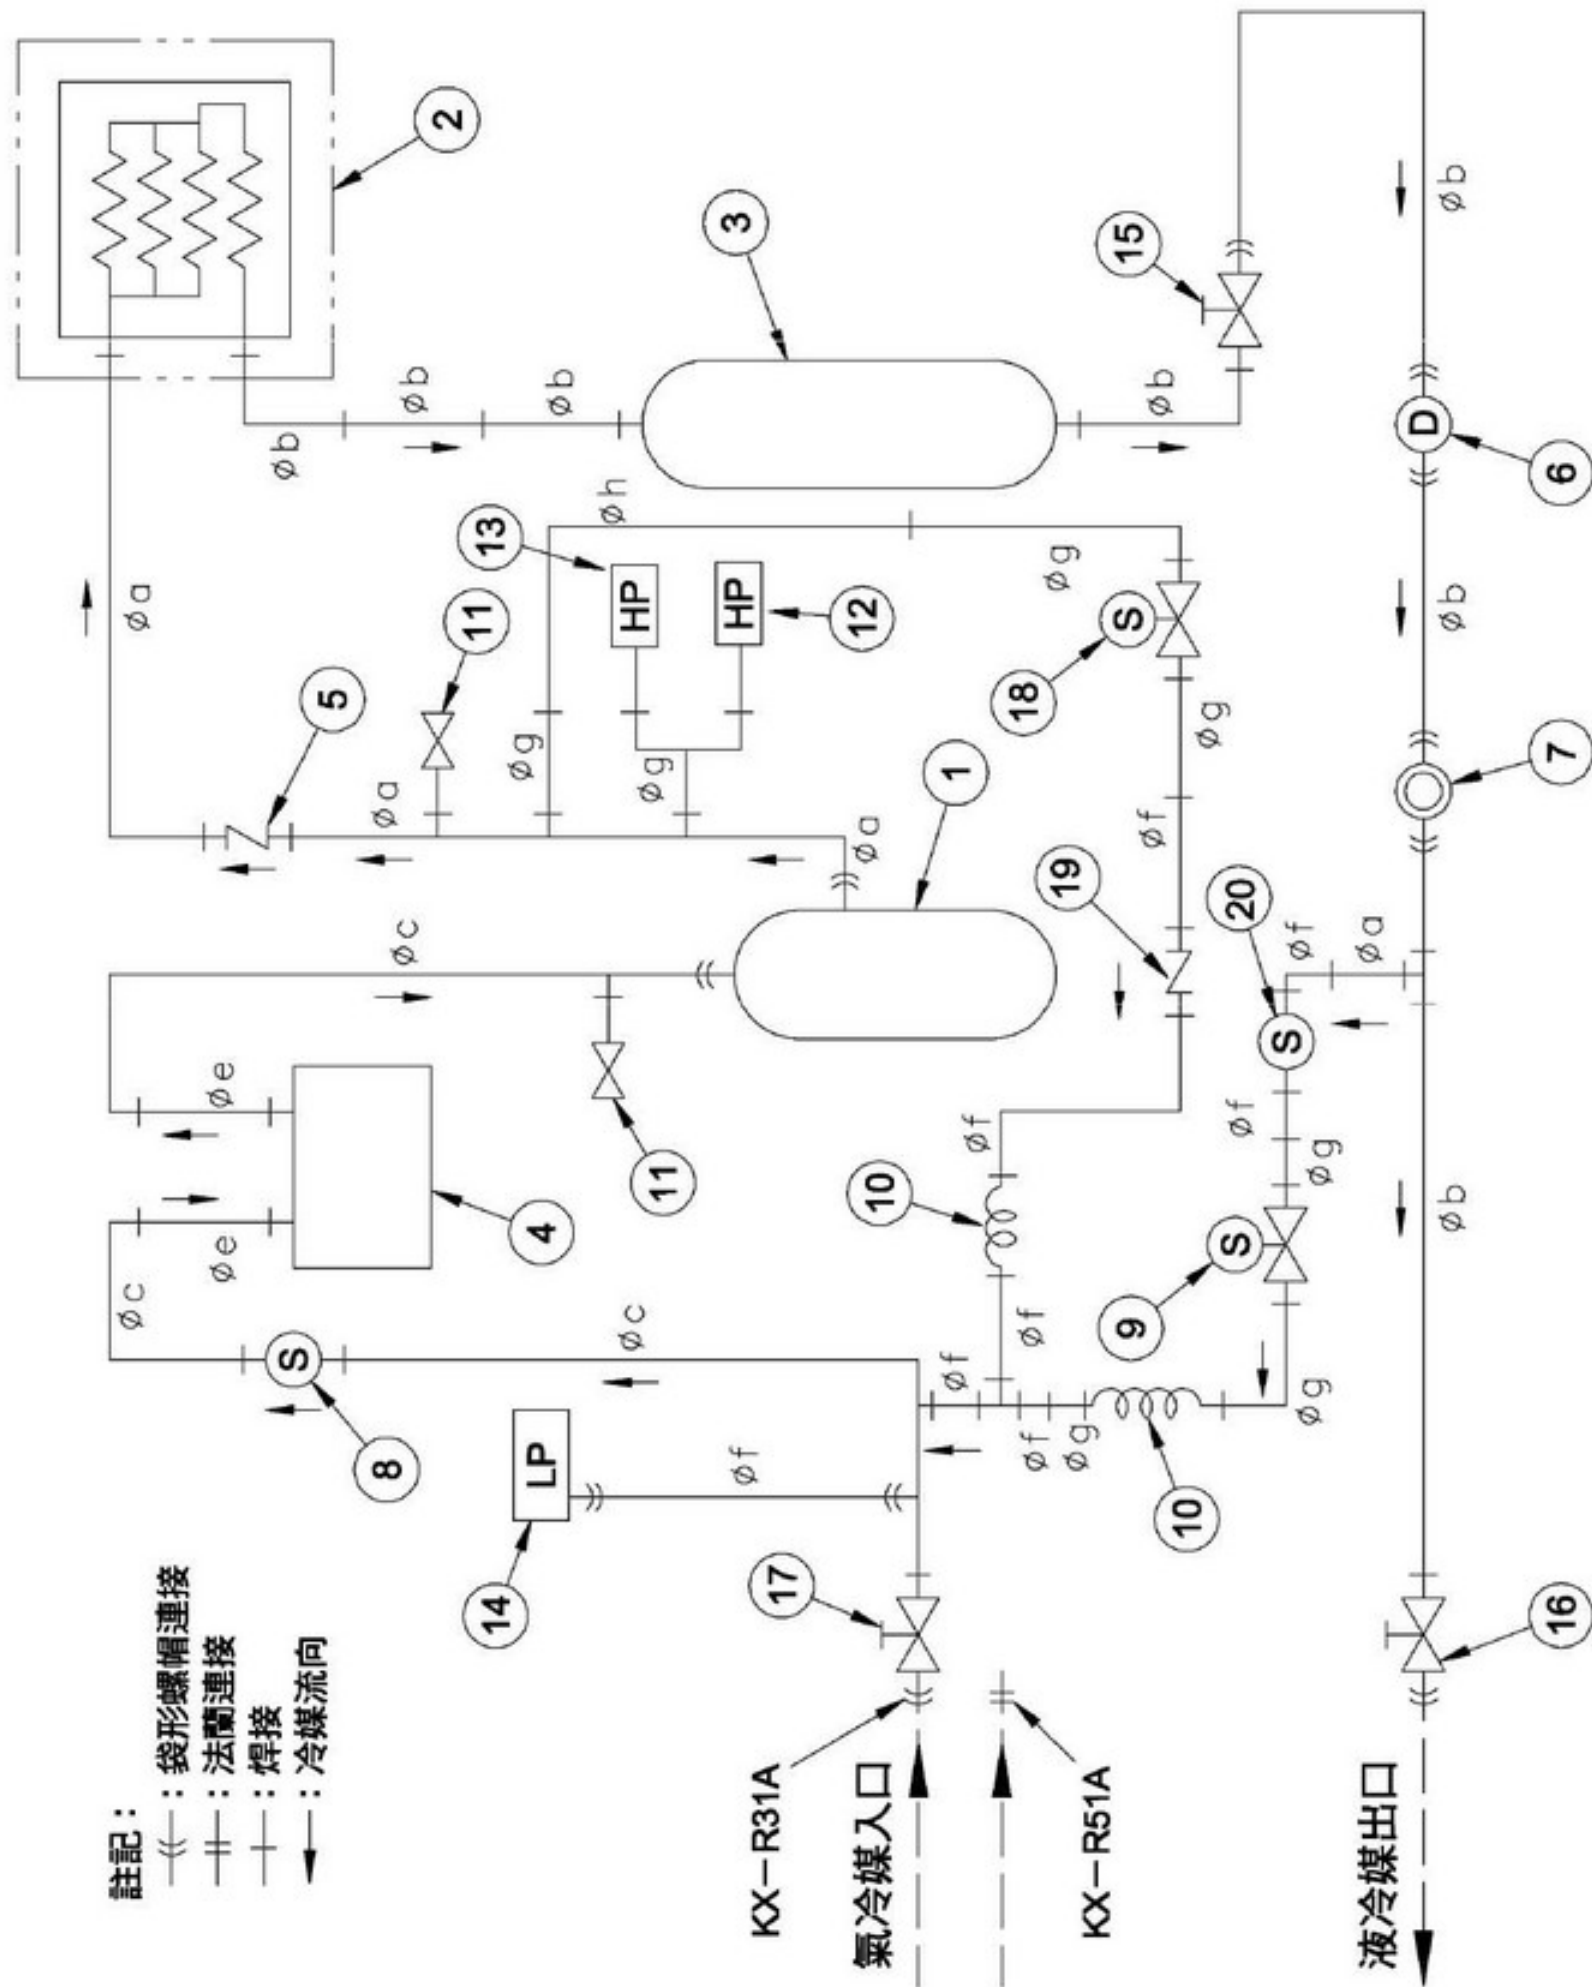 註記：
：袋形螺帽連接
：法蘭連接
：焊接
：冷媒流向
øc
øe
øe
øc
øa
2
øb
øb
øb
5
øa
11
13
øh
HP
HP
12
øg
øg
øa
3
15
øb
øb
8
S
4
11
øc
1
14
LP
øf
17
KX－R31A
氣冷媒入口
KX－R51A
10
øf
øf
øf
øf
øg
10
øg
9
S
øg
øf
20
S
øf
øa
19
øf
øg
18
S
øg
6
D
øb
7
øb
16
液冷媒出口